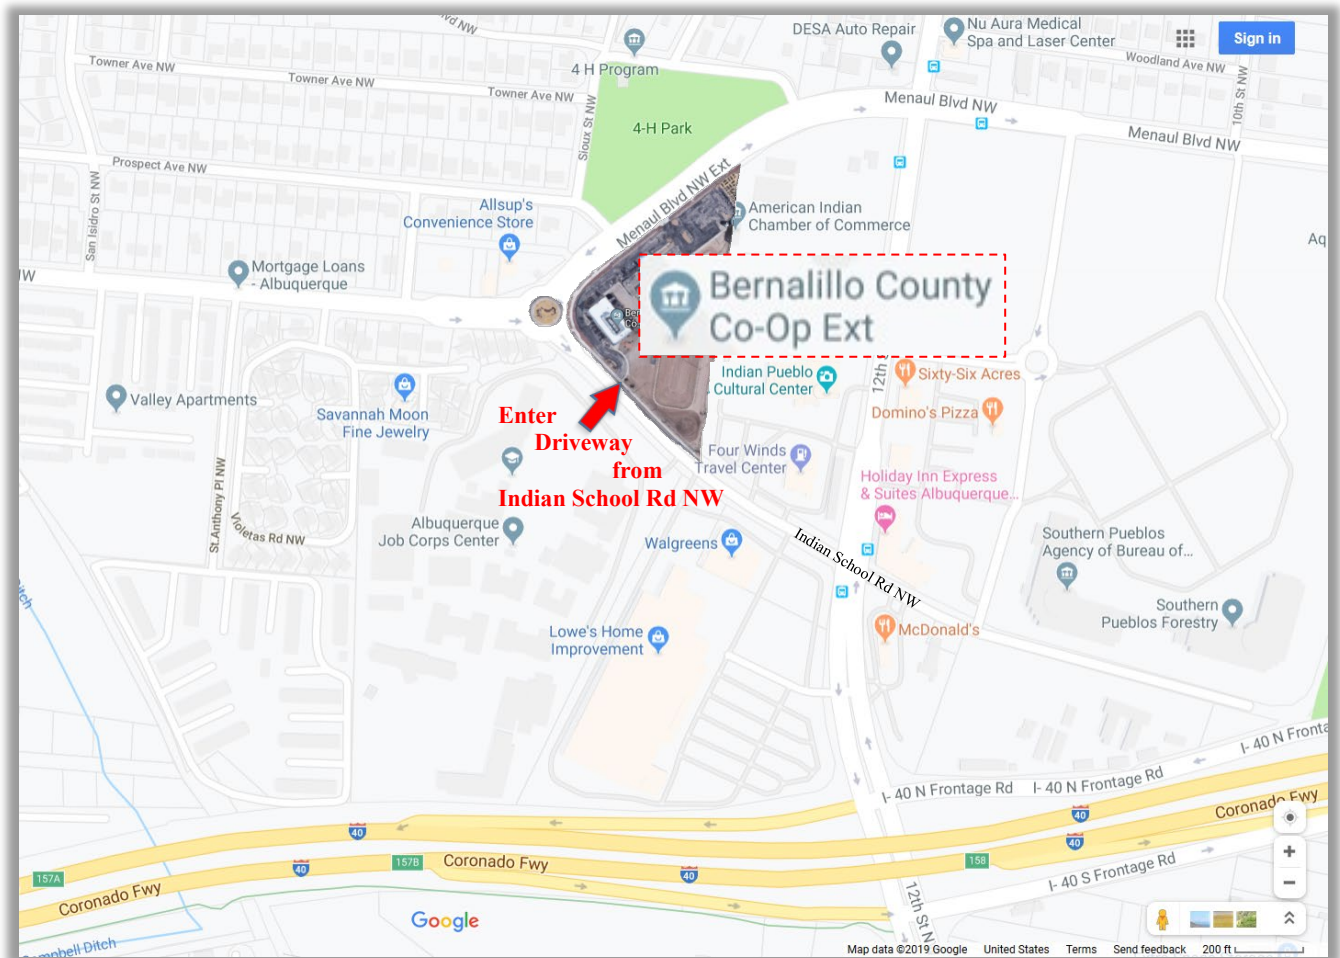 DESA Auto Repair
Nu Aura Medical
Spa and Laser Center
Sign in
Towner Ave NW
Towner Ave NW
Towner Ave NW
4 H Program
Woodland Ave NW
10th St NW
Menaul Blvd NW
Menaul Blvd NW
4-H Park
Sioux St NW
Prospect Ave NW
San Isidro St NW
Menaul Blvd NW Ext
Allsup's
Convenience Store
American Indian
Chamber of Commerce
Mortgage Loans
- Albuquerque
Bernalillo County
Co-Op Ext
Indian Pueblo
Cultural Center
12th S
Sixty-Six Acres
Domino's Pizza
Valley Apartments
Savannah Moon
Fine Jewelry
Enter
Driveway
from
Indian School Rd NW
Four Winds
Travel Center
Holiday Inn Express
& Suites Albuquerque...
St.Anthony Pl NW
Violetas Rd NW
Albuquerque
Job Corps Center
Walgreens
Indian School Rd NW
Southern Pueblos
Agency of Bureau of...
Southern
Pueblos Forestry
Lowe's Home
Improvement
McDonald's
I- 40 N Fronta
I- 40 N Frontage Rd
I- 40 N Frontage Rd
Coronado Fwy
40
40
40
40
40
157A
157B
158
Coronado Fwy
Coronado Fwy
I- 40 S Frontage Rd
12th St N
Google
Map data ©2019 Google United States Terms Send feedback 200 ft